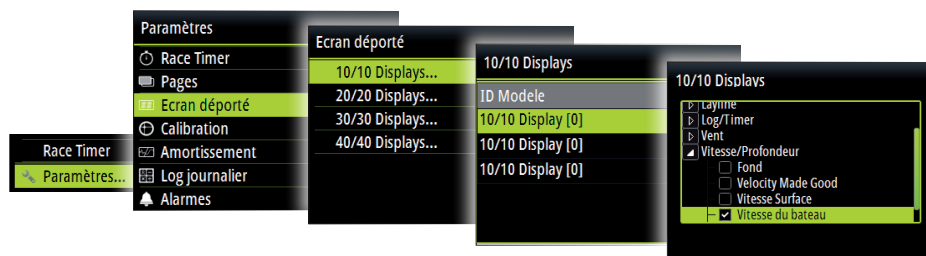 Race Timer
Paramètres...
Paramètres
Race Timer
Pages
Ecran déporté
Calibration
Amortissement
Log journalier
Alarmes
Ecran déporté
10/10 Displays...
20/20 Displays...
30/30 Displays...
40/40 Displays...
10/10 Displays
ID Modele
10/10 Display [0]
10/10 Display [0]
10/10 Display [0]
10/10 Displays
Layline
Log/Timer
Vent
Vitesse/Profondeur
Fond
Velocity Made Good
Vitesse Surface
Vitesse du bateau